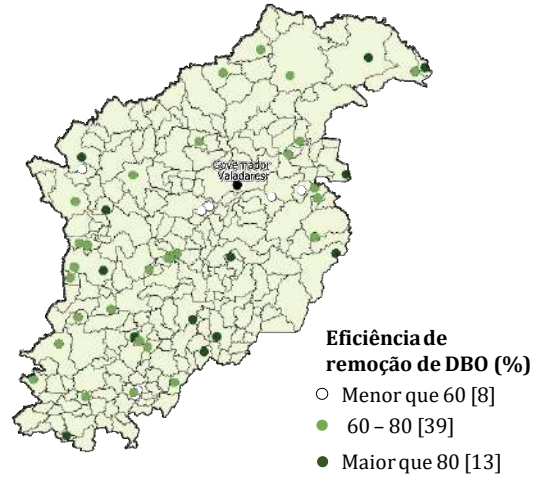 Governador
Valadares
Eficiência de
remoção de DBO (%)
Menor que 60 [8]
60 – 80 [39]
Maior que 80 [13]